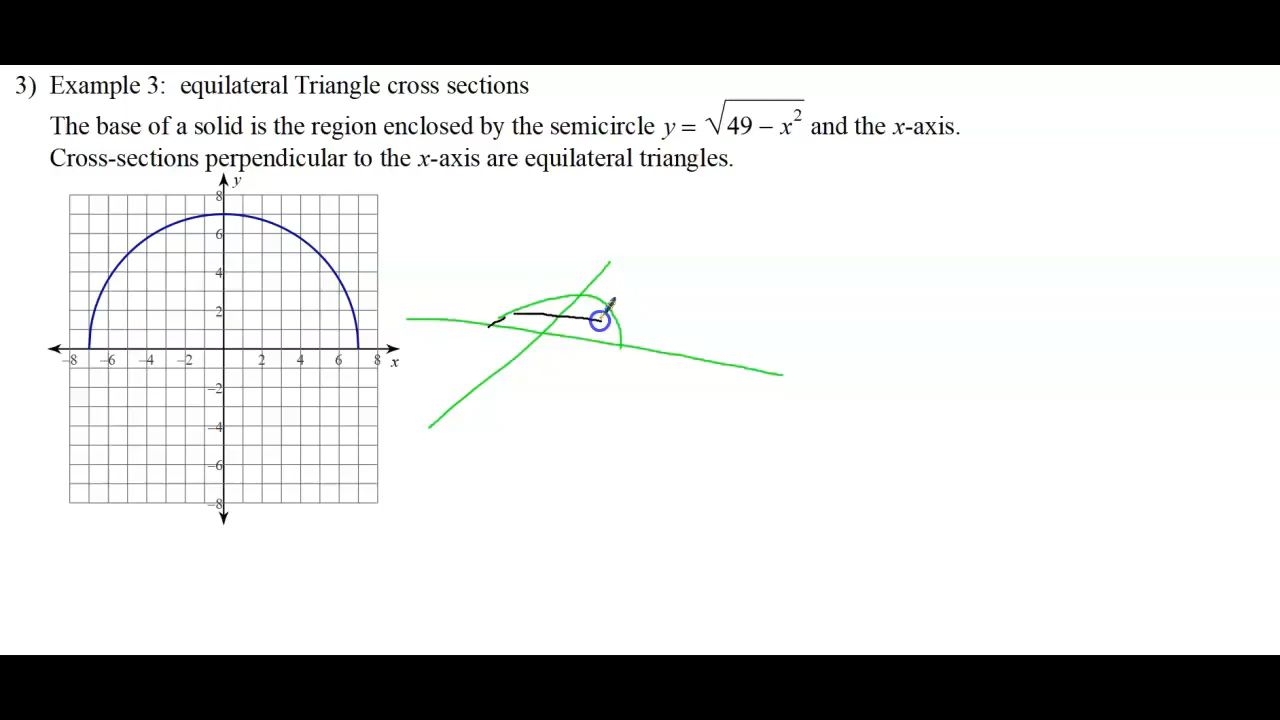 3) Example 3: equilateral Triangle cross sections
The base of a solid is the region enclosed by the semicircle y = √(49 − x²) and the x-axis.
Cross-sections perpendicular to the x-axis are equilateral triangles.
y
8
6
4
2
−8 −6 −4 −2 2 4 6 8 x
−2
−4
−6
−8